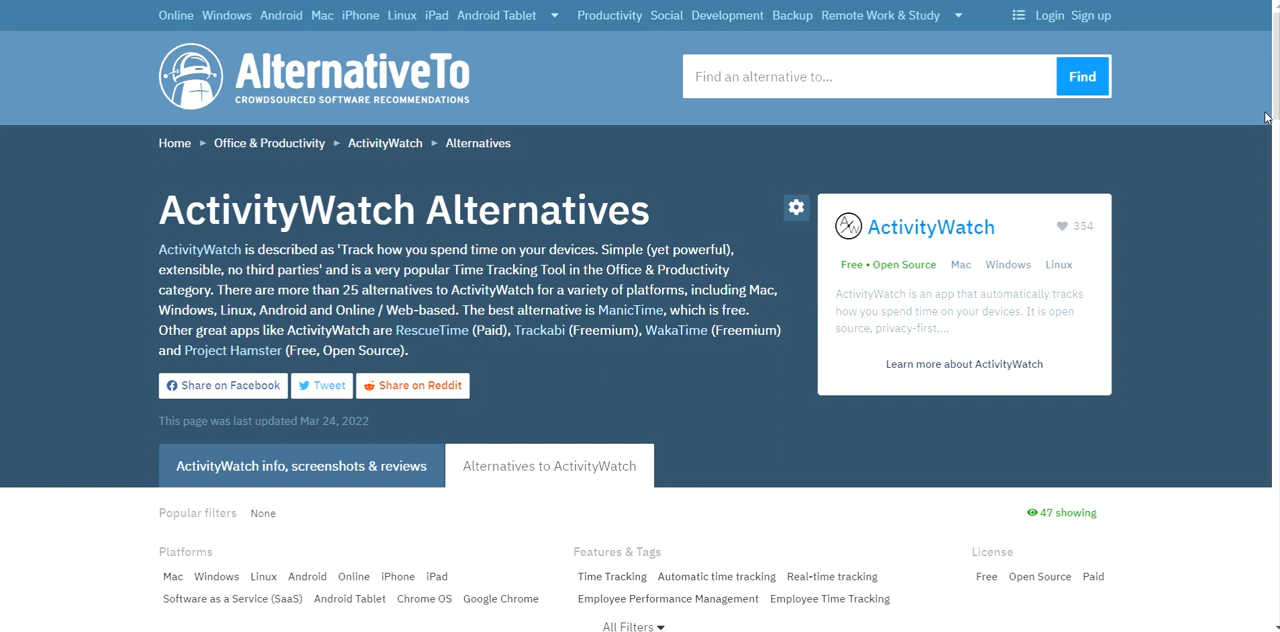 Online Windows Android Mac iPhone Linux iPad Android Tablet Productivity Social Development Backup Remote Work & Study Login Sign up
AlternativeTo
CROWDSOURCED SOFTWARE RECOMMENDATIONS
Find an alternative to... Find
Home ▸ Office & Productivity ▸ ActivityWatch ▸ Alternatives
ActivityWatch Alternatives
ActivityWatch is described as 'Track how you spend time on your devices. Simple (yet powerful),
extensible, no third parties' and is a very popular Time Tracking Tool in the Office & Productivity
category. There are more than 25 alternatives to ActivityWatch for a variety of platforms, including Mac,
Windows, Linux, Android and Online / Web-based. The best alternative is ManicTime, which is free.
Other great apps like ActivityWatch are RescueTime (Paid), Trackabi (Freemium), WakaTime (Freemium)
and Project Hamster (Free, Open Source).
Share on Facebook Tweet Share on Reddit
This page was last updated Mar 24, 2022
AW ActivityWatch 354
Free • Open Source Mac Windows Linux
ActivityWatch is an app that automatically tracks
how you spend time on your devices. It is open
source, privacy-first,...
Learn more about ActivityWatch
ActivityWatch info, screenshots & reviews Alternatives to ActivityWatch
Popular filters None 47 showing
Platforms
Mac Windows Linux Android Online iPhone iPad
Software as a Service (SaaS) Android Tablet Chrome OS Google Chrome
Features & Tags
Time Tracking Automatic time tracking Real-time tracking
Employee Performance Management Employee Time Tracking
License
Free Open Source Paid
All Filters